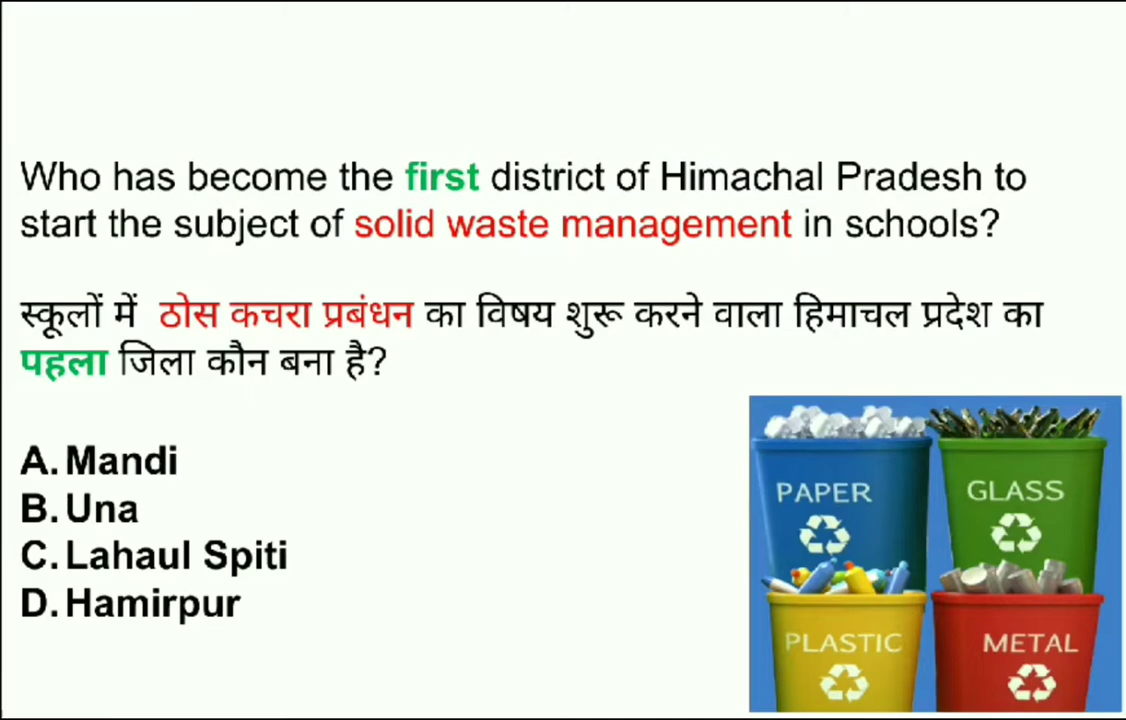 Who has become the first district of Himachal Pradesh to
start the subject of solid waste management in schools?
स्कूलों में ठोस कचरा प्रबंधन का विषय शुरू करने वाला हिमाचल प्रदेश का
पहला जिला कौन बना है?
A. Mandi
B. Una
C. Lahaul Spiti
D. Hamirpur
PAPER
GLASS
PLASTIC
METAL